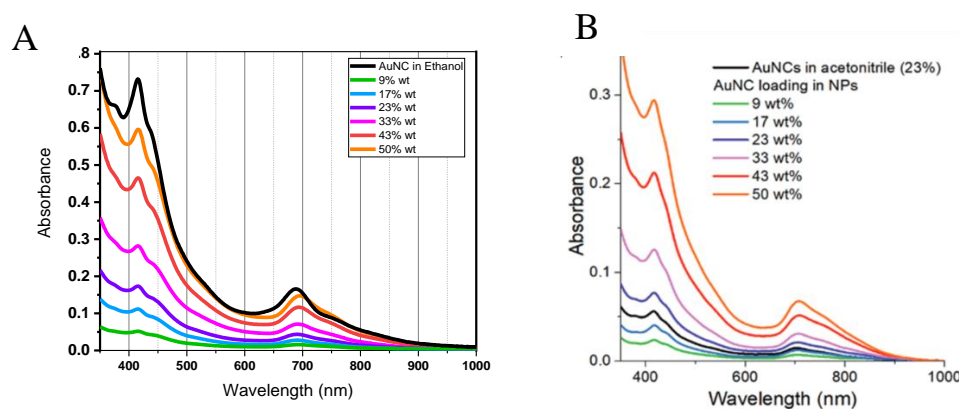 A
Absorbance
.8
0.7
0.6
0.5
0.4
0.3
0.2
0.1
0.0
AuNC in Ethanol
9% wt
17% wt
23% wt
33% wt
43% wt
50% wt
400 500 600 700 800 900 1000
Wavelength (nm)
B
Absorbance
0.3
0.2
0.1
0.0
AuNCs in acetonitrile (23%)
AuNC loading in NPs
9 wt%
17 wt%
23 wt%
33 wt%
43 wt%
50 wt%
400 600 800 1000
Wavelength (nm)